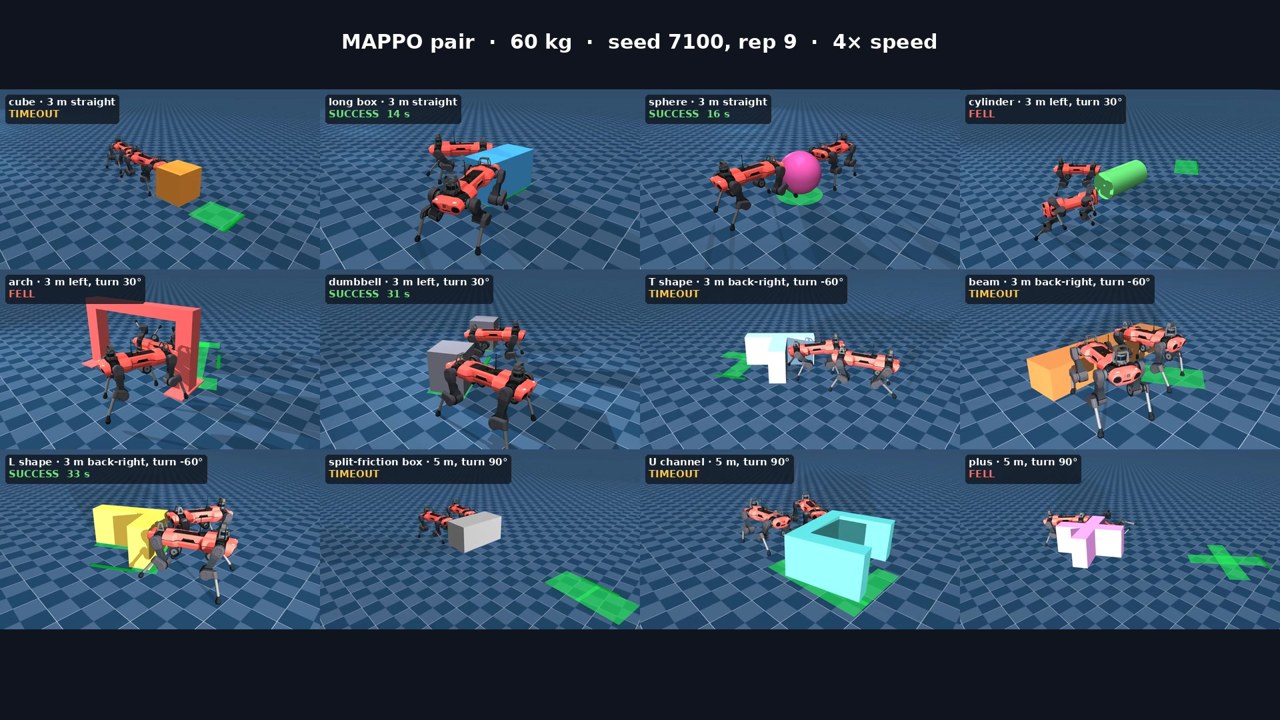 MAPPO pair · 60 kg · seed 7100, rep 9 · 4× speed
cube · 3 m straight
TIMEOUT
long box · 3 m straight
SUCCESS 14 s
sphere · 3 m straight
SUCCESS 16 s
cylinder · 3 m left, turn 30°
FELL
arch · 3 m left, turn 30°
FELL
dumbbell · 3 m left, turn 30°
SUCCESS 31 s
T shape · 3 m back-right, turn -60°
TIMEOUT
beam · 3 m back-right, turn -60°
TIMEOUT
L shape · 3 m back-right, turn -60°
SUCCESS 33 s
split-friction box · 5 m, turn 90°
TIMEOUT
U channel · 5 m, turn 90°
TIMEOUT
plus · 5 m, turn 90°
FELL